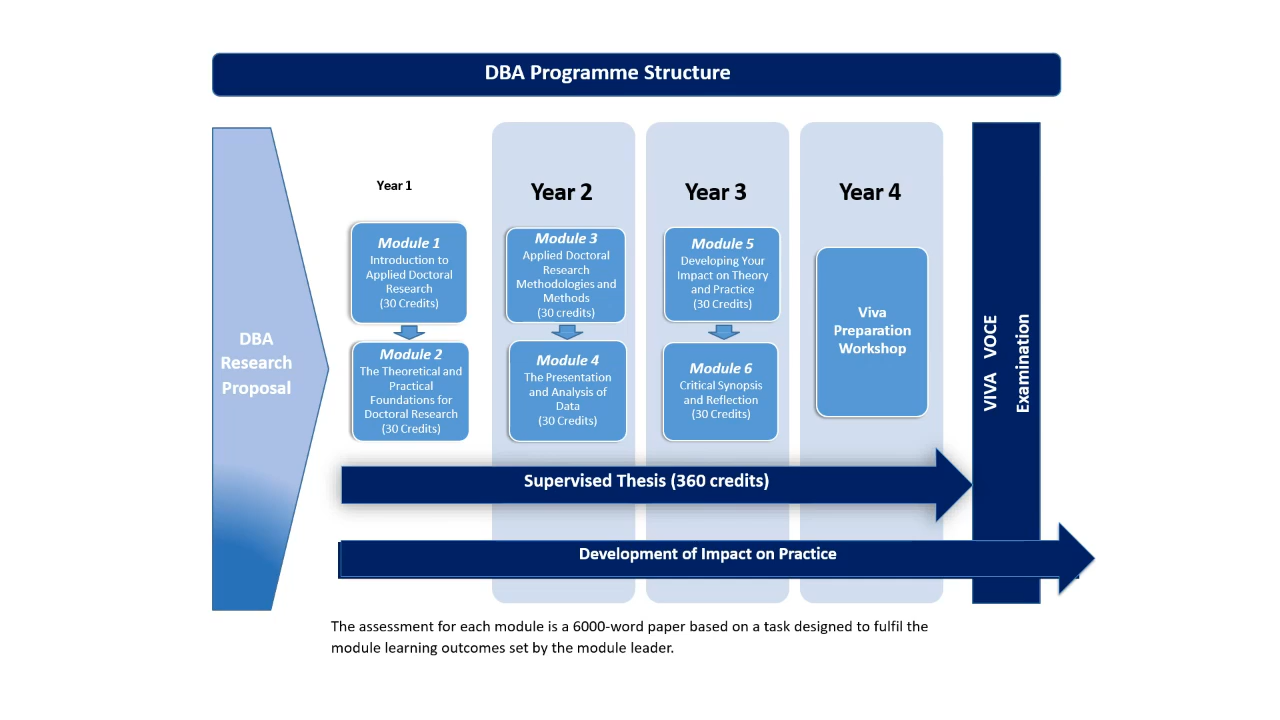 DBA Programme Structure
DBA
Research
Proposal
Year 1
Module 1
Introduction to
Applied Doctoral
Research
(30 Credits)
Module 2
The Theoretical and
Practical
Foundations for
Doctoral Research
(30 Credits)
Year 2
Module 3
Applied Doctoral
Research
Methodologies and
Methods
(30 credits)
Module 4
The Presentation
and Analysis of
Data
(30 Credits)
Year 3
Module 5
Developing Your
Impact on Theory
and Practice
(30 Credits)
Module 6
Critical Synopsis
and Reflection
(30 Credits)
Year 4
Viva
Preparation
Workshop
VIVA VOCE
Examination
Supervised Thesis (360 credits)
Development of Impact on Practice
The assessment for each module is a 6000-word paper based on a task designed to fulfil the
module learning outcomes set by the module leader.